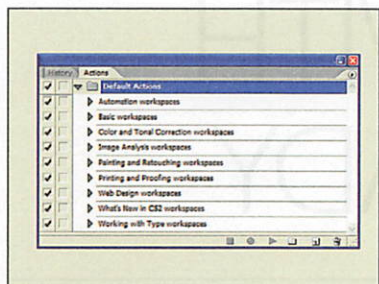 History Actions
Default Actions
Automation workspaces
Basic workspaces
Color and Tonal Correction workspaces
Image Analysis workspaces
Painting and Retouching workspaces
Printing and Proofing workspaces
Web Design workspaces
What's New in CS2 workspaces
Working with Type workspaces